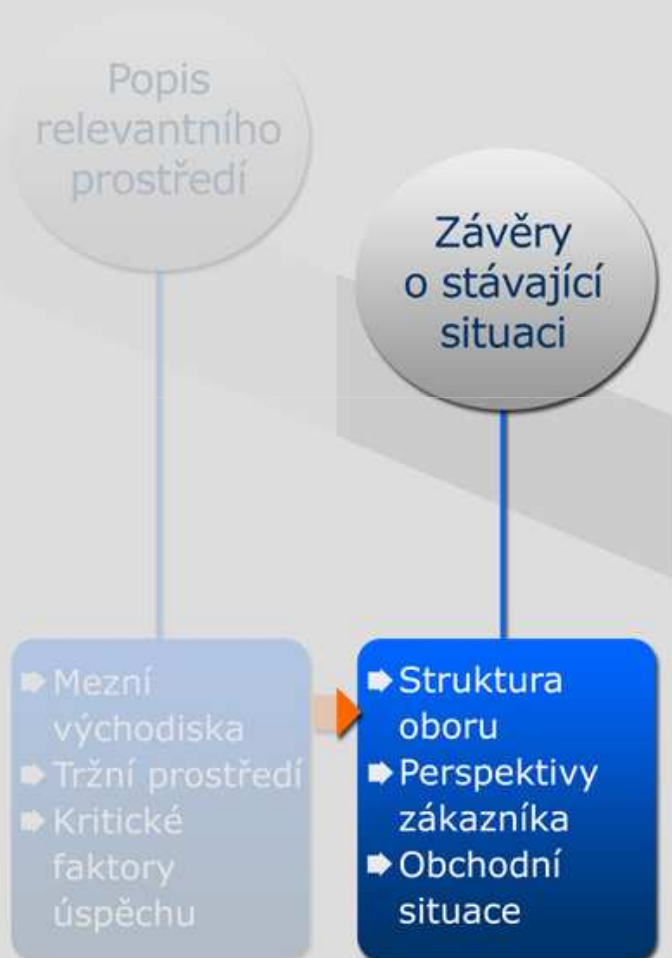 Popis
relevantního
prostředí
Závěry
o stávající
situaci
Mezní
východiska
Tržní prostředí
Kritické
faktory
úspěchu
Struktura
oboru
Perspektivy
zákazníka
Obchodní
situace